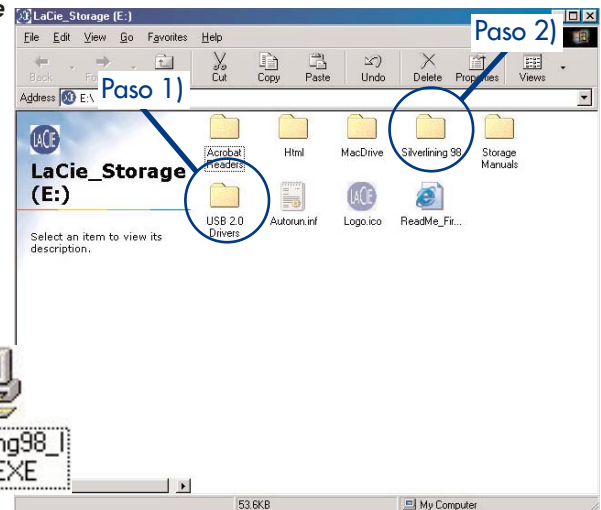 e
LaCie_Storage (E:)
File Edit View Go Favorites Help
Paso 2)
Back Cut Copy Paste Undo Delete Properties Views
Paso 1)
Address E:\
LACIE
LaCie_Storage
(E:)
Select an item to view its
description.
Acrobat
Readers
Html
MacDrive
Silverlining 98
Storage
Manuals
USB 2.0
Drivers
Autorun.inf
LACIE
Logo.ico
ReadMe_Fir...
ng98_I
EXE
53.6KB My Computer